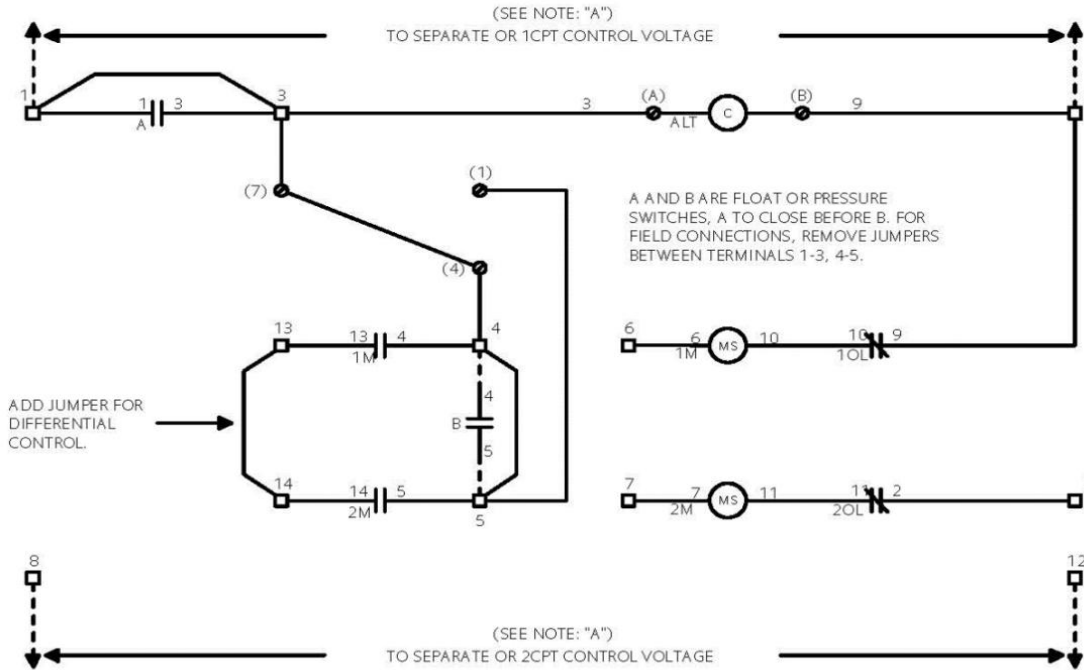 (SEE NOTE: "A")
TO SEPARATE OR 1CPT CONTROL VOLTAGE
1
1 3
A
3
3
(A)
ALT
C
(B)
9
(7)
(1)
(4)
A AND B ARE FLOAT OR PRESSURE
SWITCHES, A TO CLOSE BEFORE B. FOR
FIELD CONNECTIONS, REMOVE JUMPERS
BETWEEN TERMINALS 1-3, 4-5.
13
13 4
1M
4
6
6
1M
MS
10
10 9
1OL
ADD JUMPER FOR
DIFFERENTIAL
CONTROL.
4
B
5
14
14 5
2M
5
7
7
2M
MS
11
11 2
2OL
8
12
(SEE NOTE: "A")
TO SEPARATE OR 2CPT CONTROL VOLTAGE